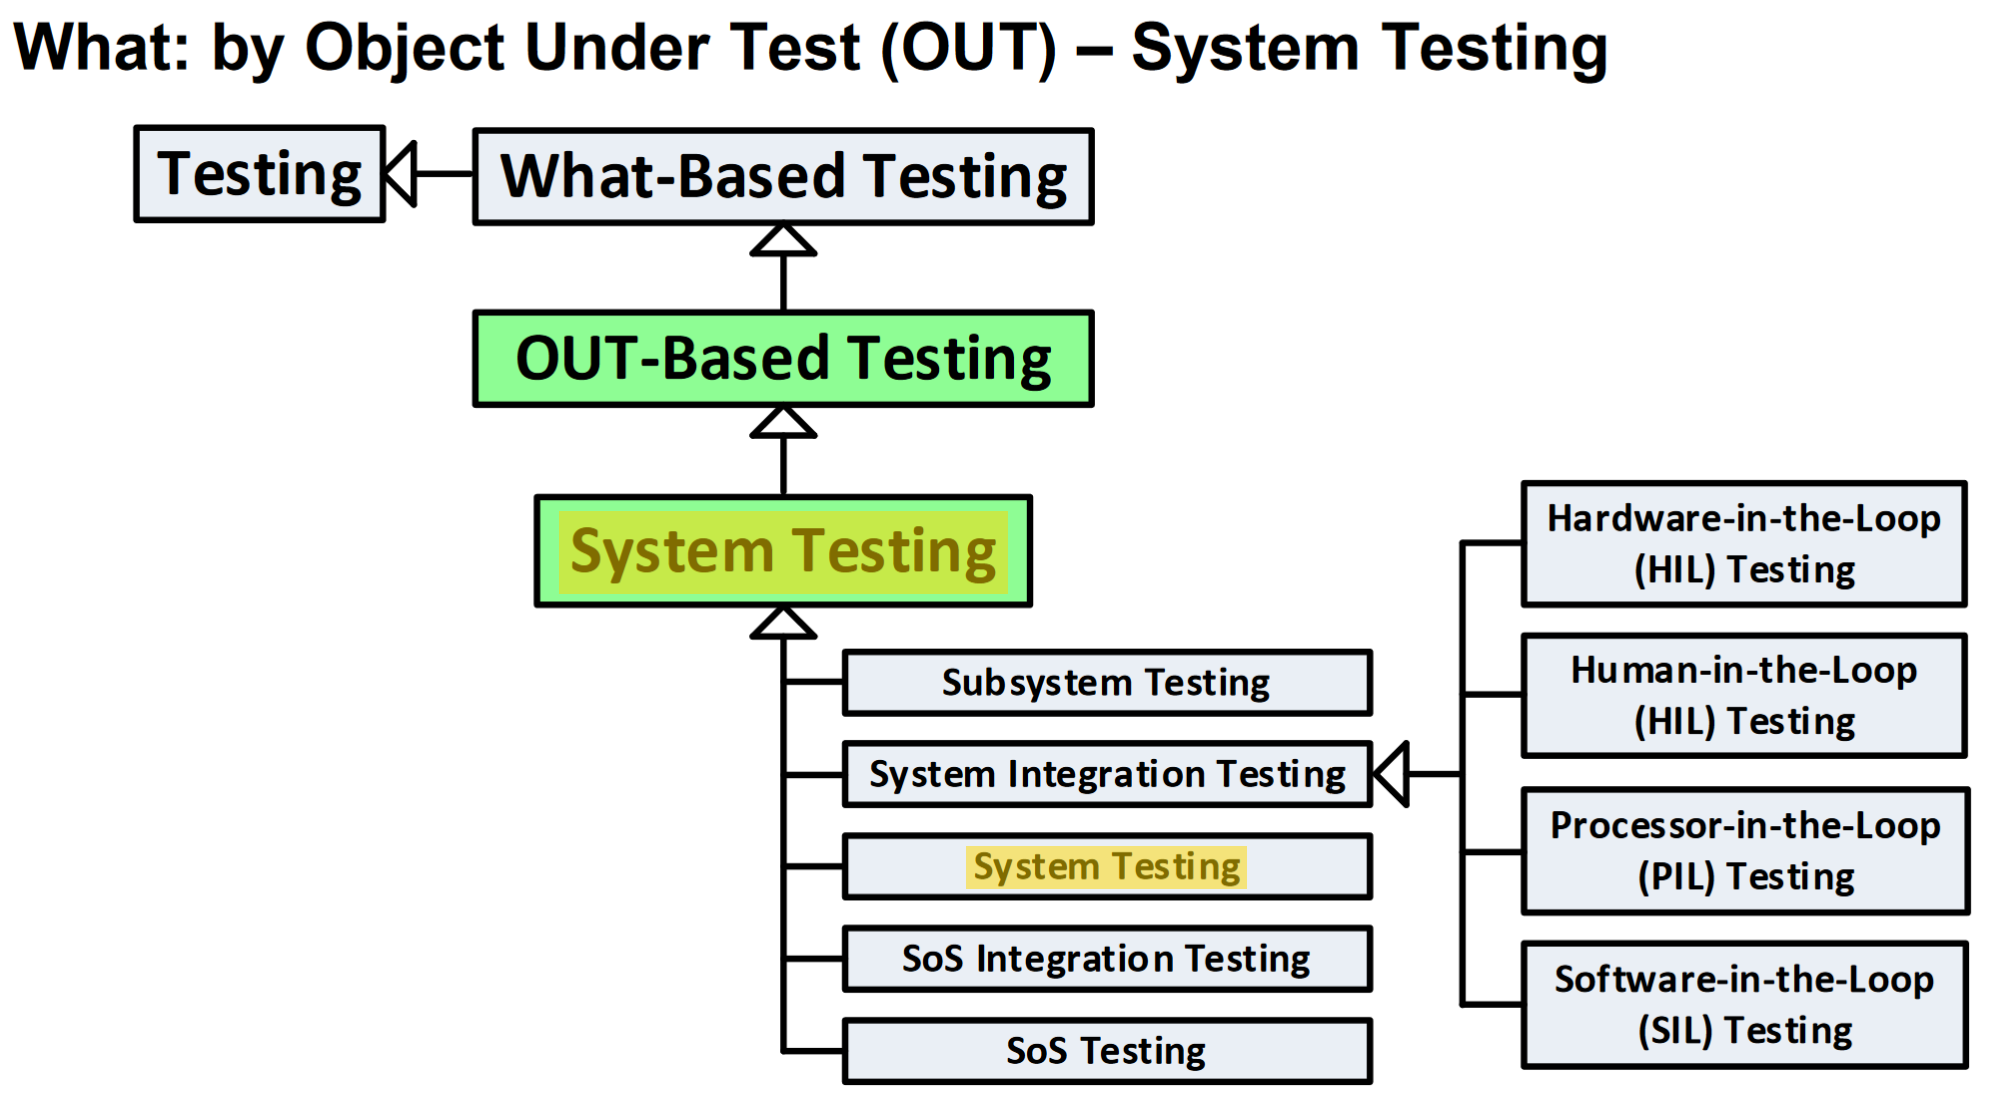 What: by Object Under Test (OUT) – System Testing
Testing
What-Based Testing
OUT-Based Testing
System Testing
Subsystem Testing
System Integration Testing
System Testing
SoS Integration Testing
SoS Testing
Hardware-in-the-Loop
(HIL) Testing
Human-in-the-Loop
(HIL) Testing
Processor-in-the-Loop
(PIL) Testing
Software-in-the-Loop
(SIL) Testing